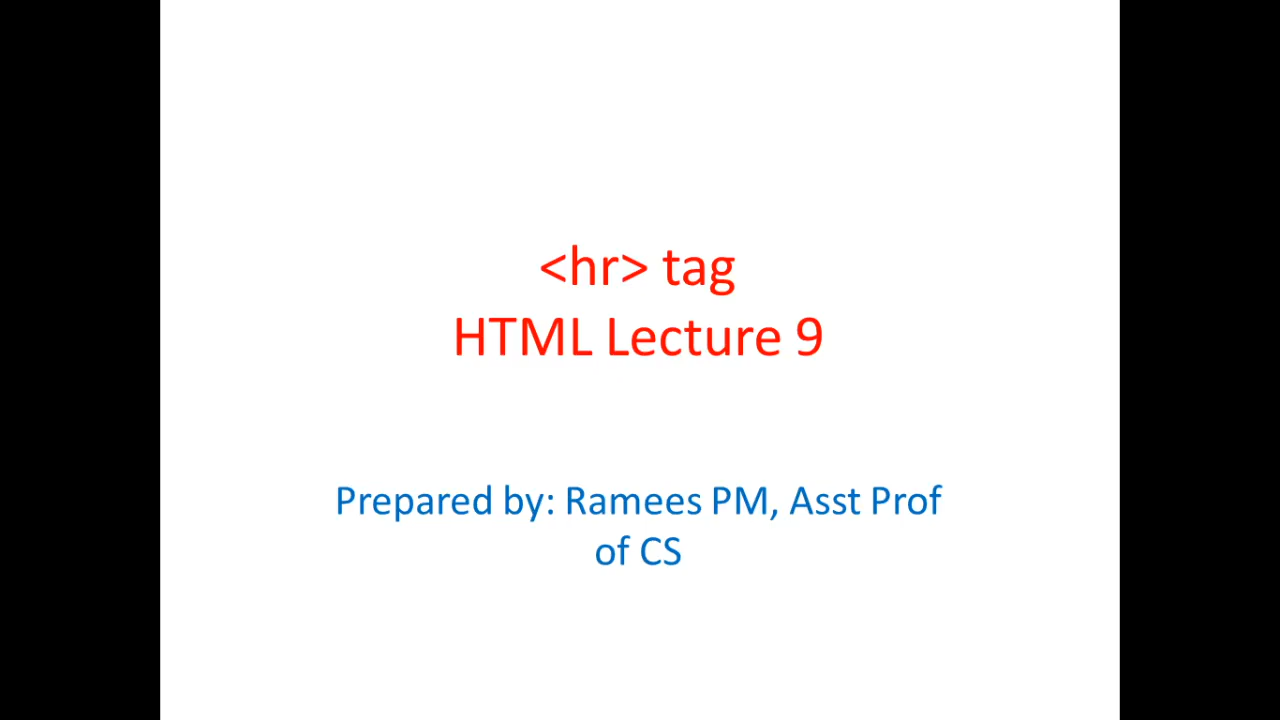 <hr> tag
HTML Lecture 9
Prepared by: Ramees PM, Asst Prof
of CS